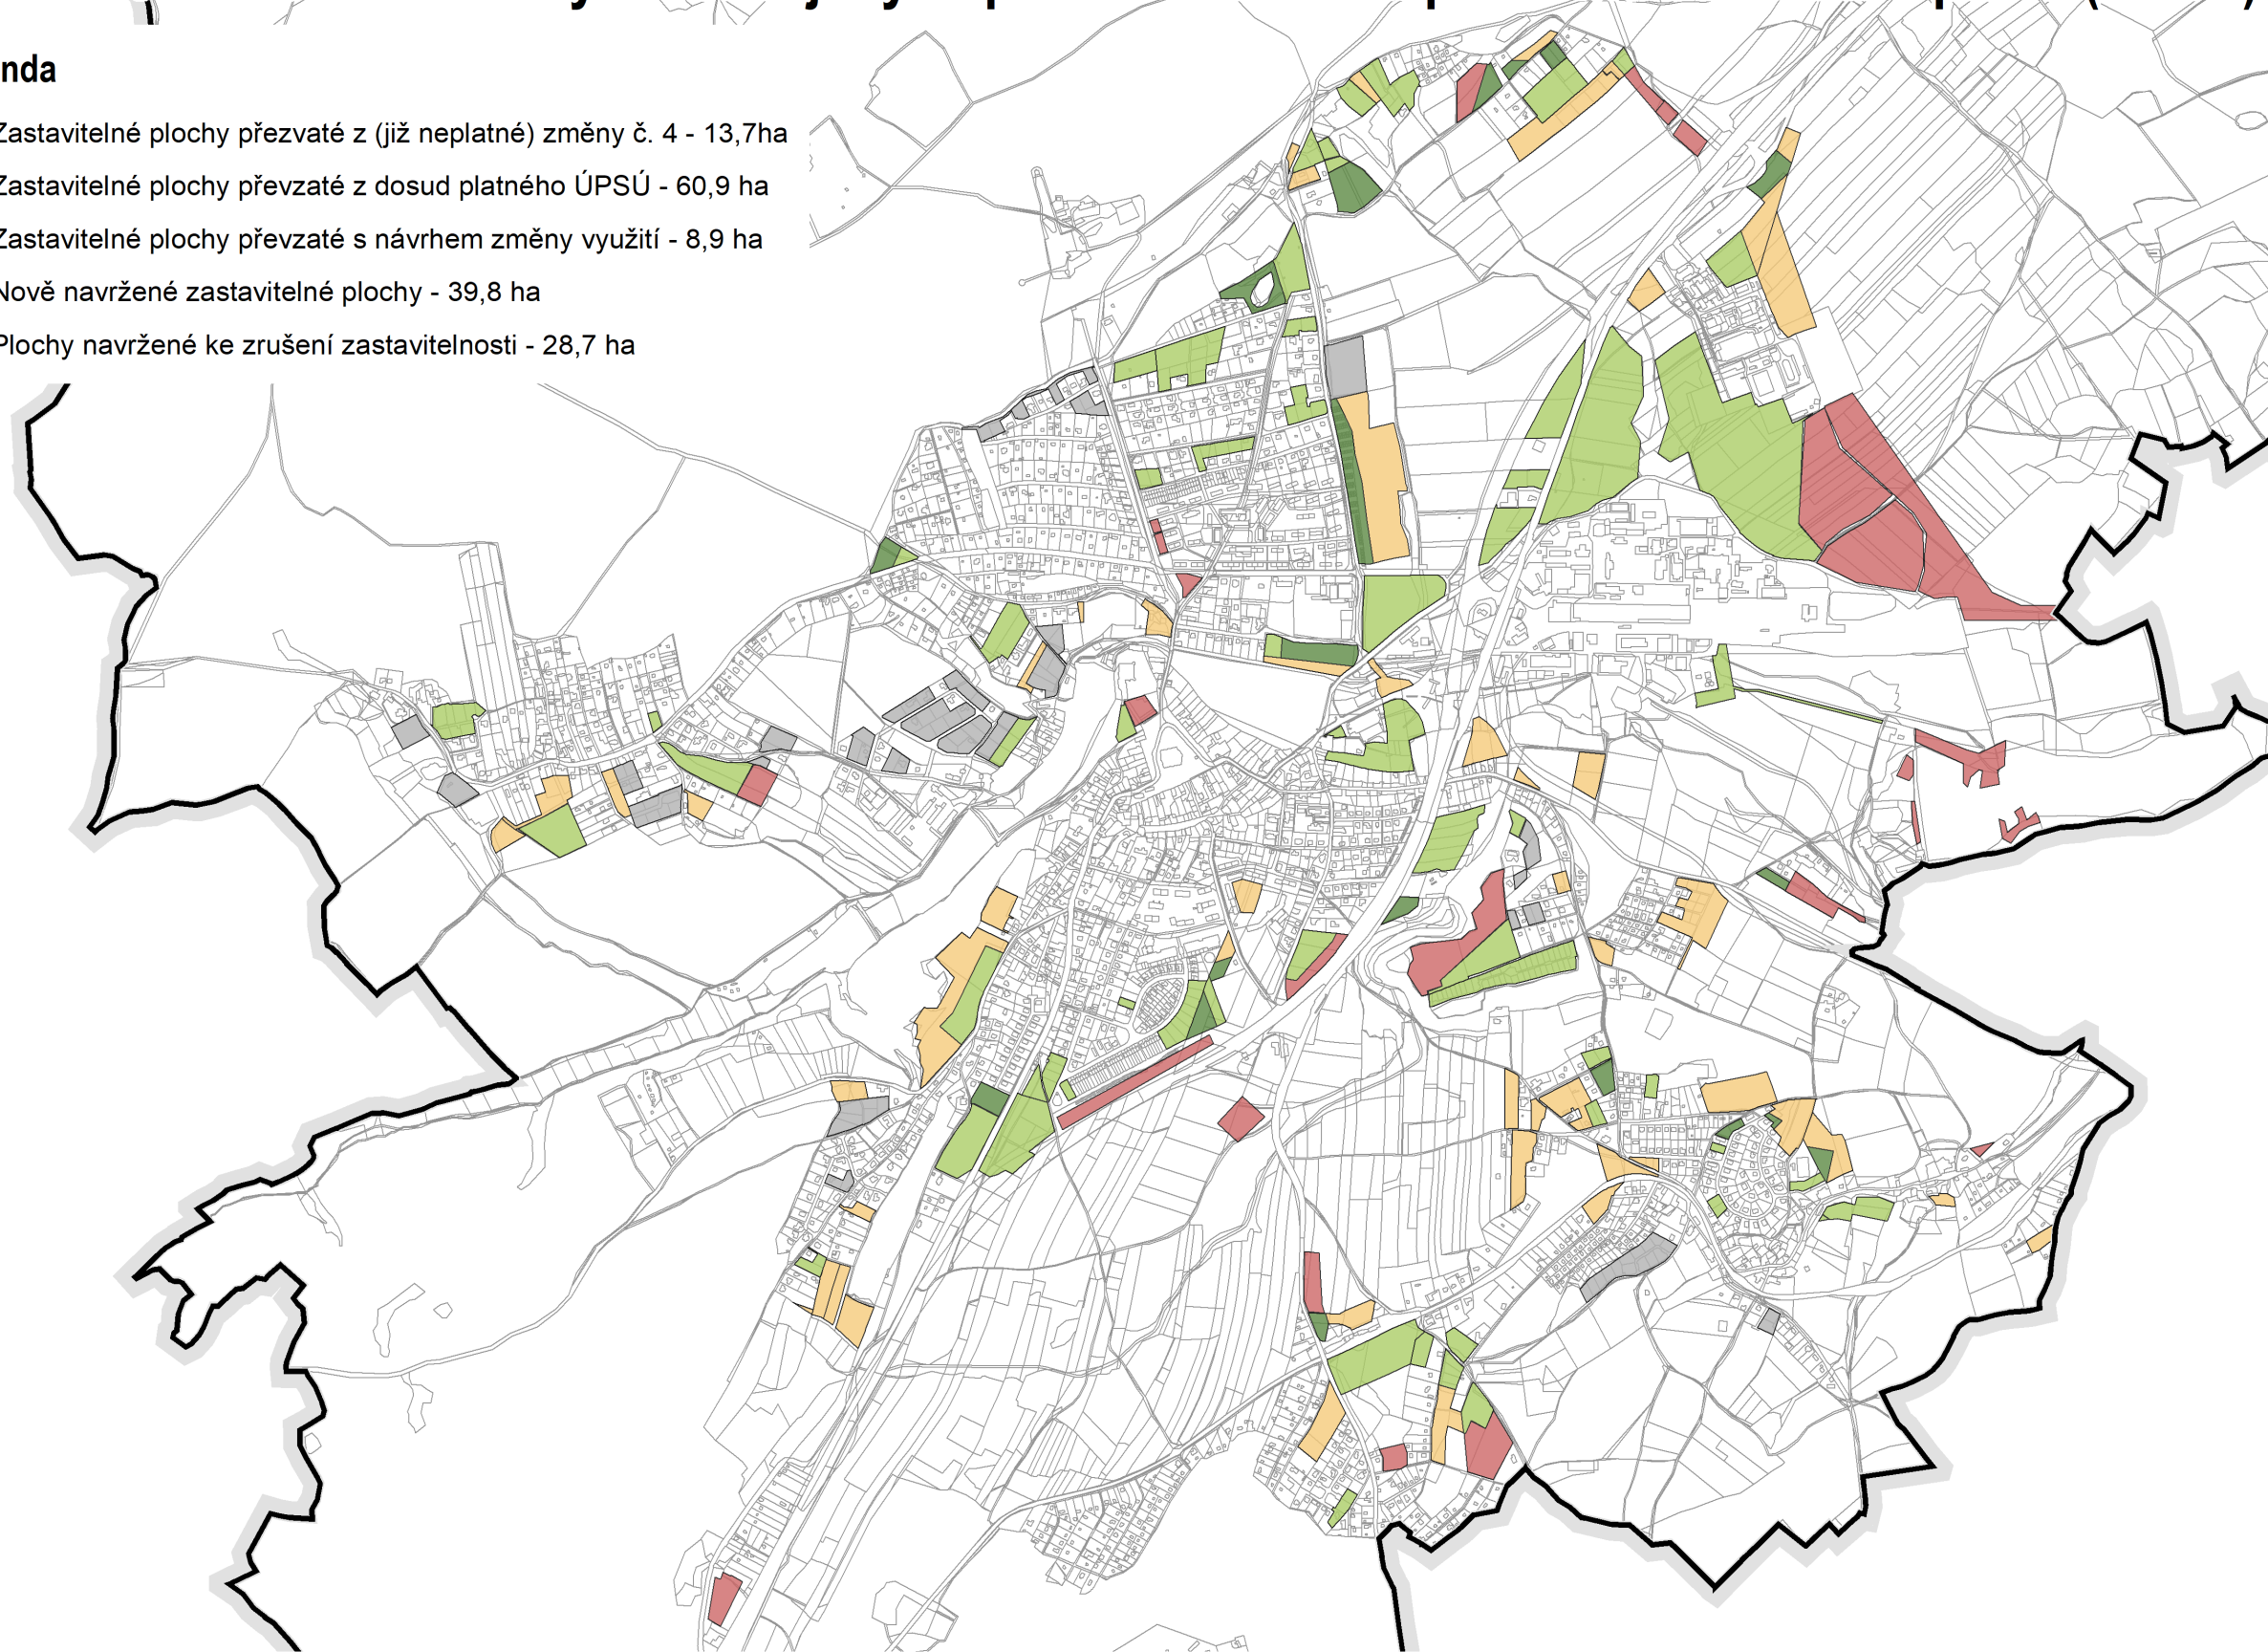 nda
Zastavitelné plochy přezvaté z (již neplatné) změny č. 4 - 13,7ha
Zastavitelné plochy převzaté z dosud platného ÚPSÚ - 60,9 ha
Zastavitelné plochy převzaté s návrhem změny využití - 8,9 ha
Nově navržené zastavitelné plochy - 39,8 ha
Plochy navržené ke zrušení zastavitelnosti - 28,7 ha